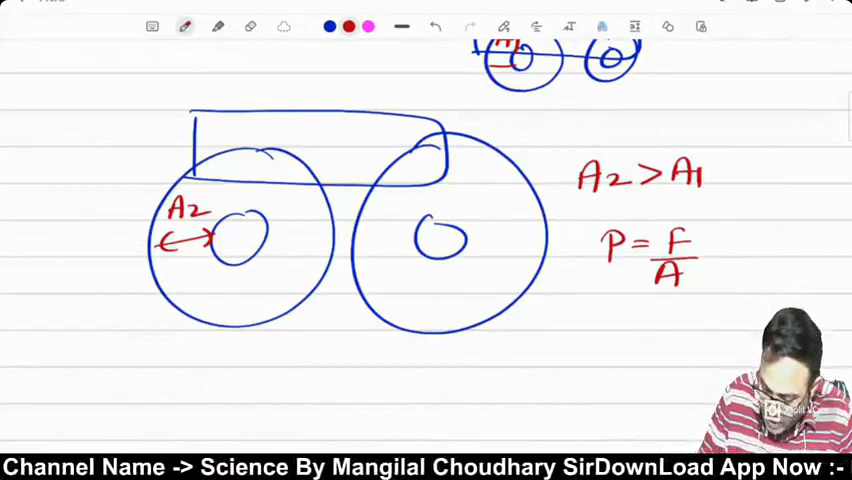 A2 > A1
A2
P = F
A
Channel Name -> Science By Mangilal Choudhary SirDownLoad App Now :-